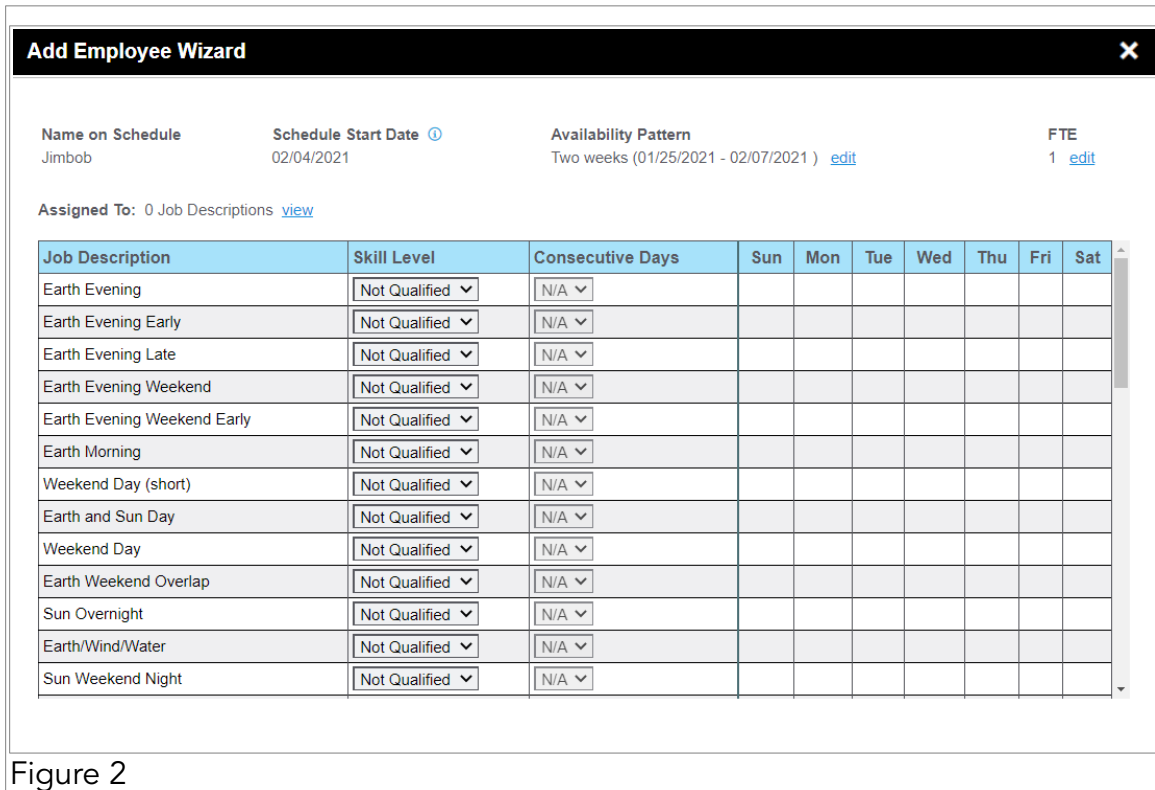 Add Employee Wizard
Name on Schedule Schedule Start Date Availability Pattern FTE
Jimbob 02/04/2021 Two weeks (01/25/2021 - 02/07/2021 ) edit 1 edit
Assigned To: 0 Job Descriptions view
Job Description Skill Level Consecutive Days Sun Mon Tue Wed Thu Fri Sat
Earth Evening Not Qualified N/A
Earth Evening Early Not Qualified N/A
Earth Evening Late Not Qualified N/A
Earth Evening Weekend Not Qualified N/A
Earth Evening Weekend Early Not Qualified N/A
Earth Morning Not Qualified N/A
Weekend Day (short) Not Qualified N/A
Earth and Sun Day Not Qualified N/A
Weekend Day Not Qualified N/A
Earth Weekend Overlap Not Qualified N/A
Sun Overnight Not Qualified N/A
Earth/Wind/Water Not Qualified N/A
Sun Weekend Night Not Qualified N/A
Figure 2